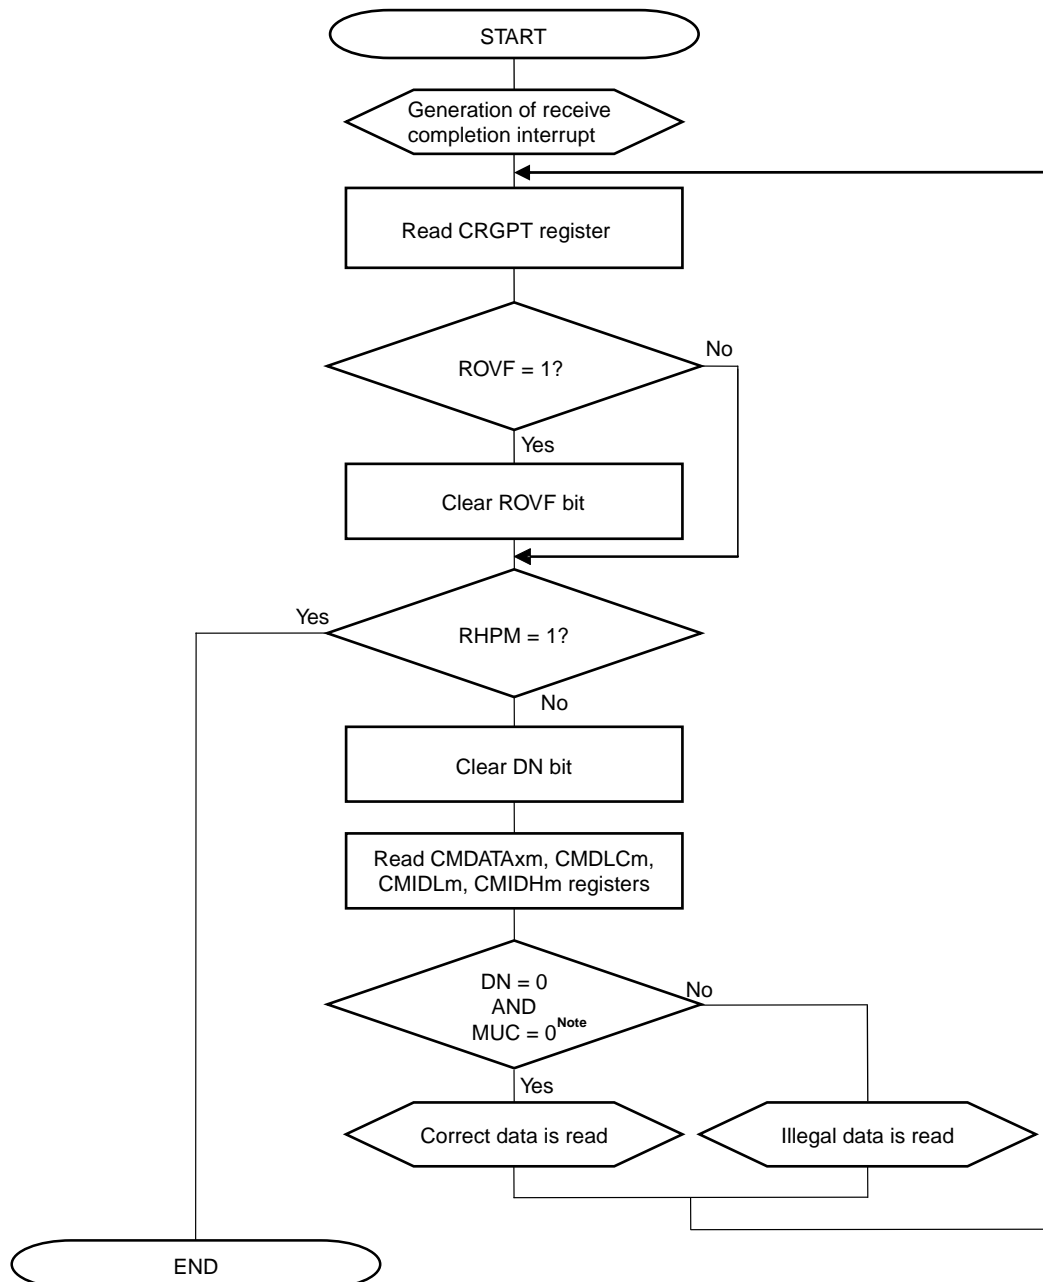 START
Generation of receive
completion interrupt
Read CRGPT register
ROVF = 1?
No
Yes
Clear ROVF bit
Yes
RHPM = 1?
No
Clear DN bit
Read CMDATAxm, CMDLCm,
CMIDLm, CMIDHm registers
DN = 0
AND
MUC = 0Note
No
Yes
Correct data is read
Illegal data is read
END